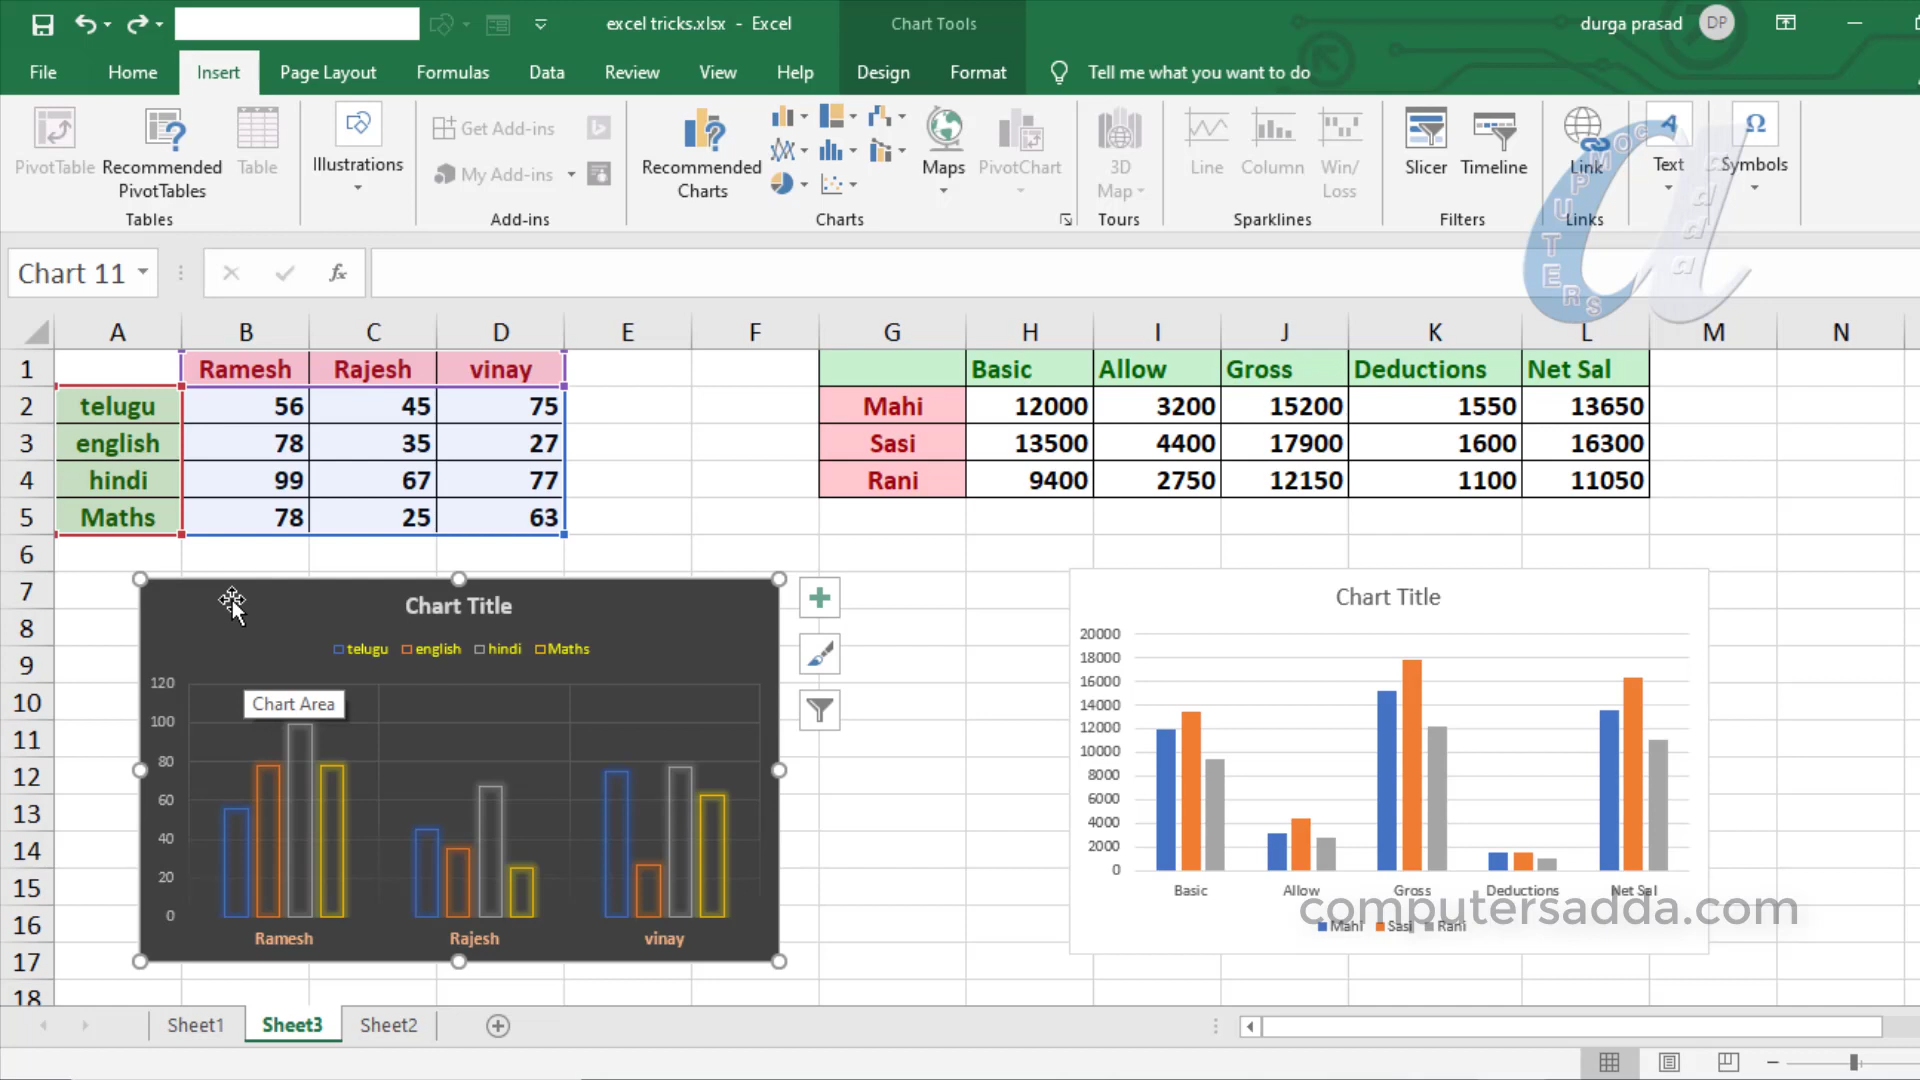 excel tricks.xlsx - Excel
Chart Tools
durga prasad DP
File Home Insert Page Layout Formulas Data Review View Help Design Format Tell me what you want to do
PivotTable
Recommended PivotTables
Table
Tables
Illustrations
Get Add-ins
My Add-ins
Add-ins
Recommended Charts
Maps
PivotChart
Charts
3D Map
Tours
Line
Column
Win/ Loss
Sparklines
Slicer
Timeline
Filters
Link
Links
Text
Symbols
COMPUTERS
adda
Chart 11
fx
A B C D E F G H I J K L M N
1 Ramesh Rajesh vinay Basic Allow Gross Deductions Net Sal
2 telugu 56 45 75 Mahi 12000 3200 15200 1550 13650
3 english 78 35 27 Sasi 13500 4400 17900 1600 16300
4 hindi 99 67 77 Rani 9400 2750 12150 1100 11050
5 Maths 78 25 63
6
7
8
9
10
11
12
13
14
15
16
17
18
Chart Title
telugu english hindi Maths
120
100
80
60
40
20
0
Chart Area
Ramesh Rajesh vinay
Chart Title
20000
18000
16000
14000
12000
10000
8000
6000
4000
2000
0
Basic Allow Gross Deductions Net Sal
Mahi Sasi Rani
computersadda.com
Sheet1 Sheet3 Sheet2